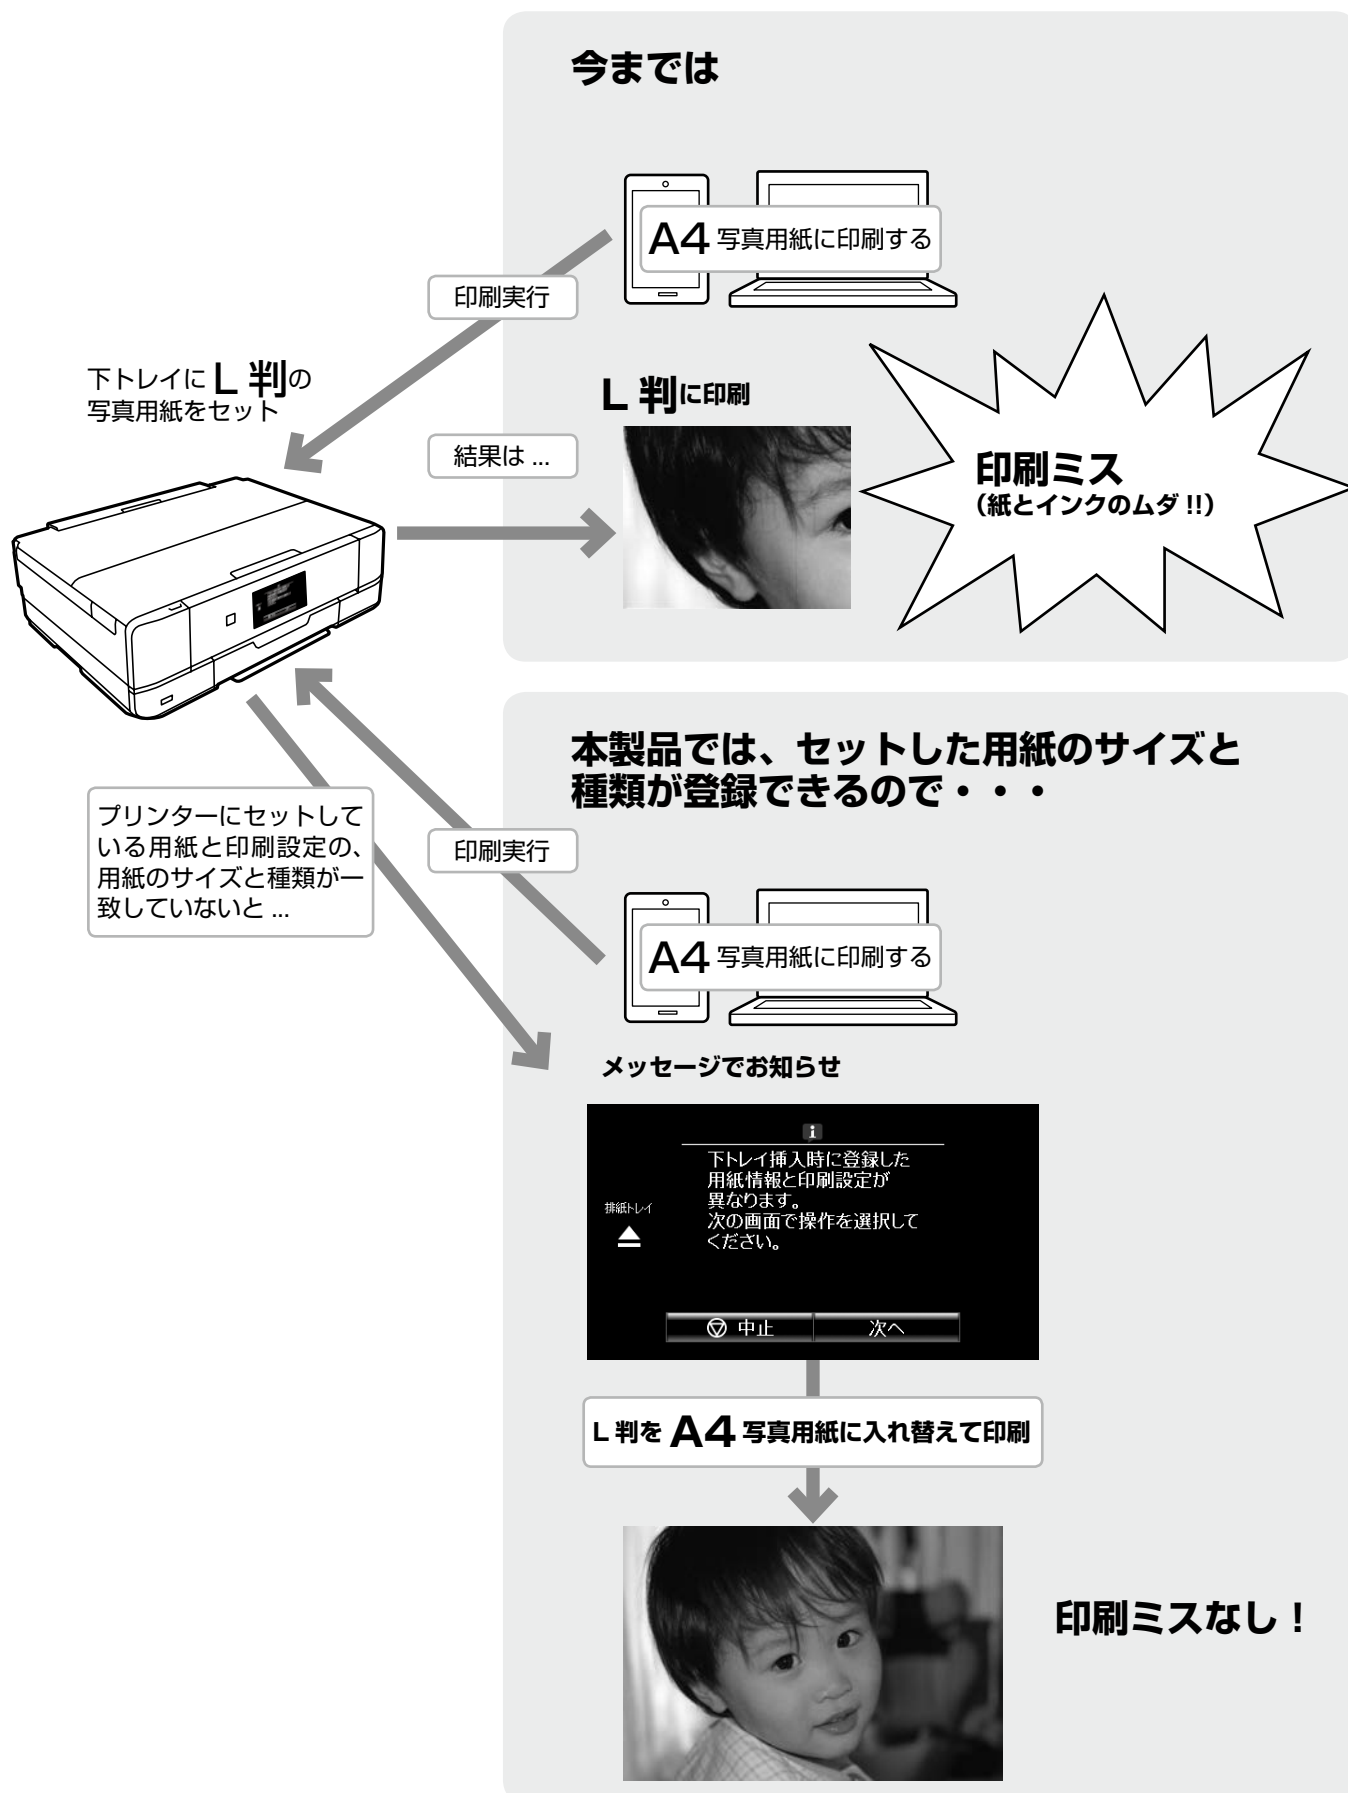 今までは
A4 写真用紙に印刷する
印刷実行
下トレイに L 判の
写真用紙をセット
結果は ...
L 判に印刷
印刷ミス
（紙とインクのムダ !!）
本製品では、セットした用紙のサイズと
種類が登録できるので・・・
プリンターにセットして
いる用紙と印刷設定の、
用紙のサイズと種類が一
致していないと ...
印刷実行
A4 写真用紙に印刷する
メッセージでお知らせ
i
下トレイ挿入時に登録した
用紙情報と印刷設定が
異なります。
次の画面で操作を選択して
ください。
排紙トレイ
中止
次へ
L 判を A4 写真用紙に入れ替えて印刷
印刷ミスなし！